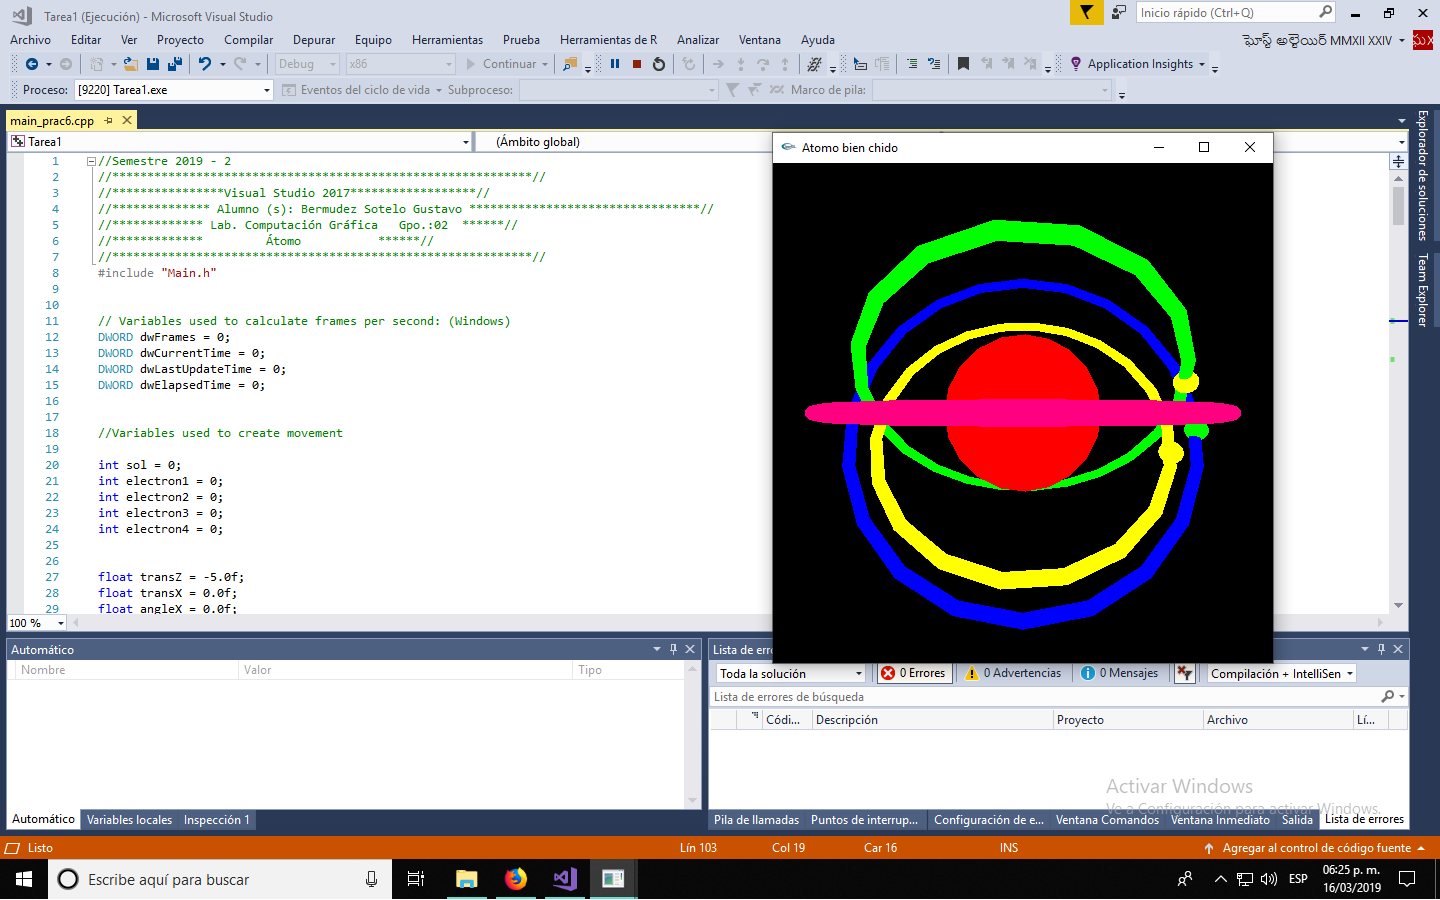 Tarea1 (Ejecución) - Microsoft Visual Studio
Inicio rápido (Ctrl+Q)
Archivo Editar Ver Proyecto Compilar Depurar Equipo Herramientas Prueba Herramientas de R Analizar Ventana Ayuda
MMXII XXIV
Debug x86 Continuar Application Insights
Proceso: [9220] Tarea1.exe Eventos del ciclo de vida Subproceso: Marco de pila:
main_prac6.cpp
Tarea1 (Ámbito global)
Atomo bien chido
Explorador de soluciones
Team Explorer
1 //Semestre 2019 - 2
2 //************************************************************//
3 //****************Visual Studio 2017******************//
4 //************** Alumno (s): Bermudez Sotelo Gustavo *********************************//
5 //************* Lab. Computación Gráfica Gpo.:02 ******//
6 //************* Átomo ******//
7 //************************************************************//
8 #include "Main.h"
9
10
11 // Variables used to calculate frames per second: (Windows)
12 DWORD dwFrames = 0;
13 DWORD dwCurrentTime = 0;
14 DWORD dwLastUpdateTime = 0;
15 DWORD dwElapsedTime = 0;
16
17
18 //Variables used to create movement
19
20 int sol = 0;
21 int electron1 = 0;
22 int electron2 = 0;
23 int electron3 = 0;
24 int electron4 = 0;
25
26
27 float transZ = -5.0f;
28 float transX = 0.0f;
29 float angleX = 0.0f;
100 %
Automático
Nombre Valor Tipo
Automático Variables locales Inspección 1
Lista de erro
Toda la solución 0 Errores 0 Advertencias 0 Mensajes Compilación + IntelliSen
Lista de errores de búsqueda
Códi... Descripción Proyecto Archivo Lí...
Activar Windows
Ve a Configuración para activar Windows.
Pila de llamadas Puntos de interrup... Configuración de e... Ventana Comandos Ventana Inmediato Salida Lista de errores
Listo Lín 103 Col 19 Car 16 INS Agregar al control de código fuente
Escribe aquí para buscar
ESP
06:25 p. m.
16/03/2019